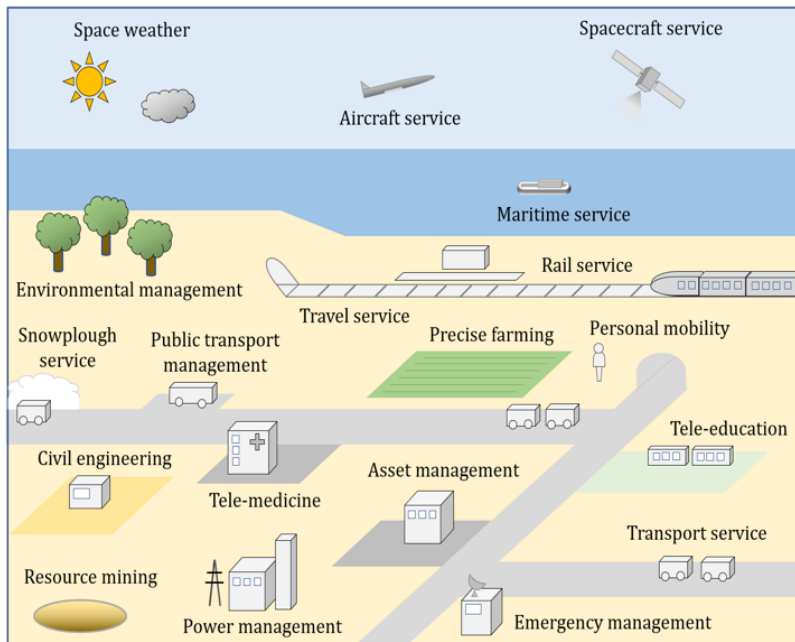 Space weather
Spacecraft service
Aircraft service
Maritime service
Environmental management
Rail service
Travel service
Snowplough
service
Public transport
management
Precise farming
Personal mobility
Civil engineering
Tele-medicine
Asset management
Tele-education
Transport service
Resource mining
Power management
Emergency management